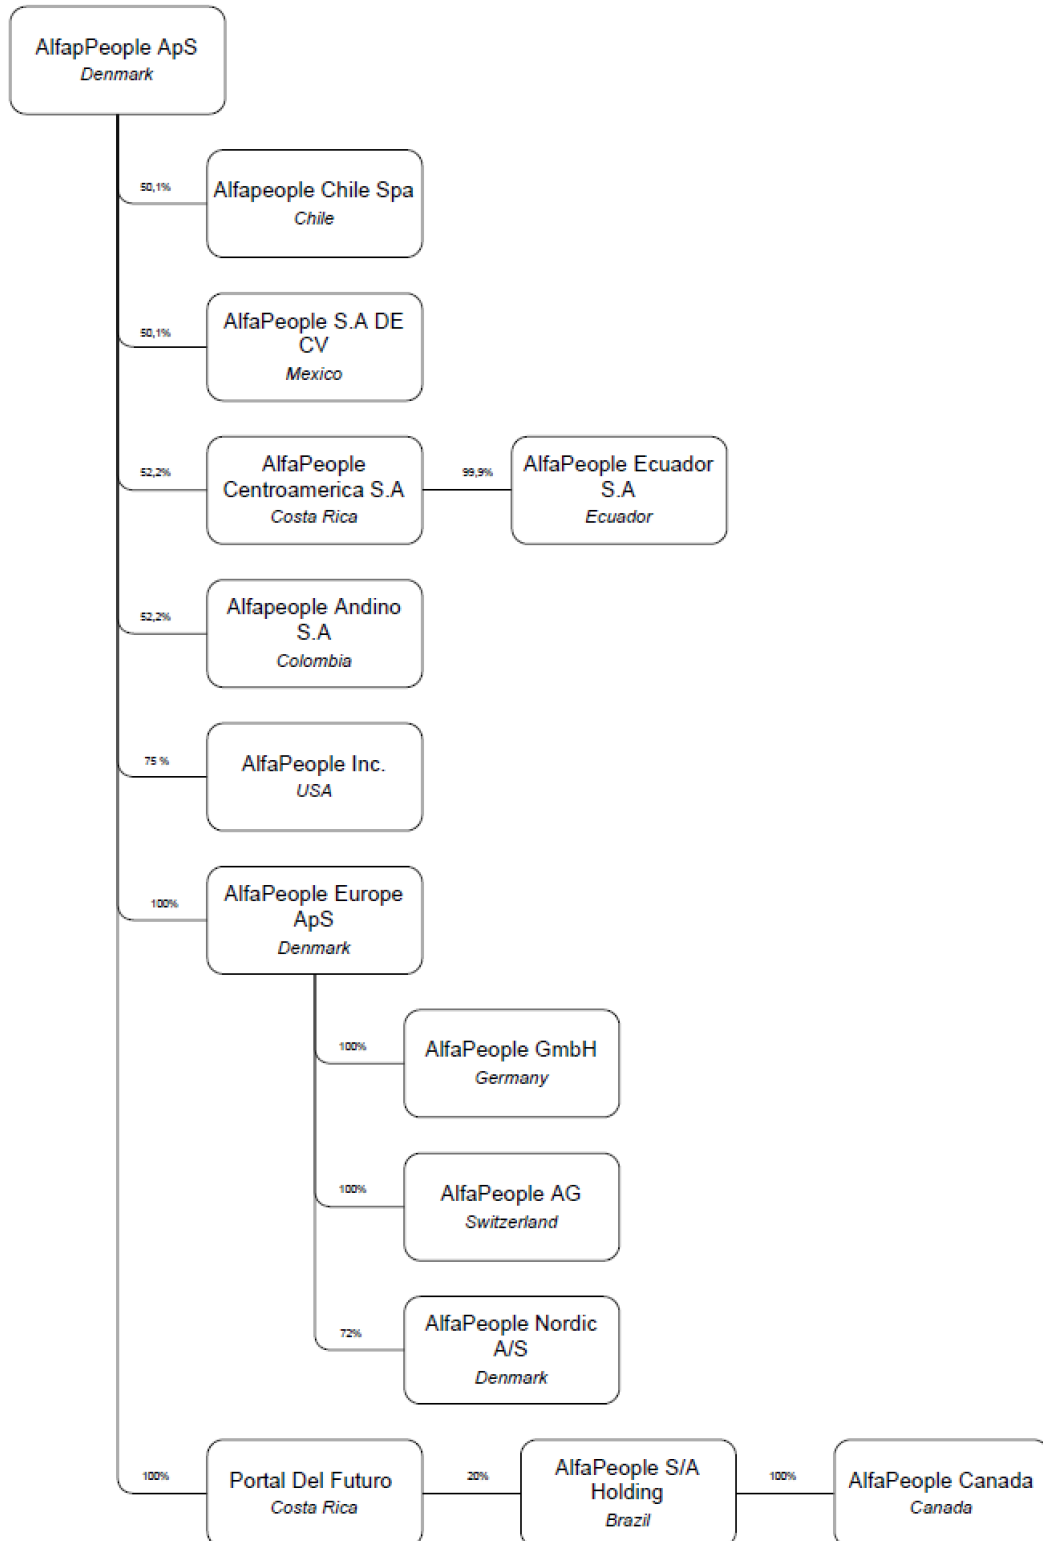 AlfapPeople ApS
Denmark
50,1%
Alfapeople Chile Spa
Chile
50,1%
AlfaPeople S.A DE
CV
Mexico
52,2%
AlfaPeople
Centroamerica S.A
Costa Rica
99,9%
AlfaPeople Ecuador
S.A
Ecuador
52,2%
Alfapeople Andino
S.A
Colombia
75 %
AlfaPeople Inc.
USA
100%
AlfaPeople Europe
ApS
Denmark
100%
AlfaPeople GmbH
Germany
100%
AlfaPeople AG
Switzerland
72%
AlfaPeople Nordic
A/S
Denmark
100%
Portal Del Futuro
Costa Rica
20%
AlfaPeople S/A
Holding
Brazil
100%
AlfaPeople Canada
Canada